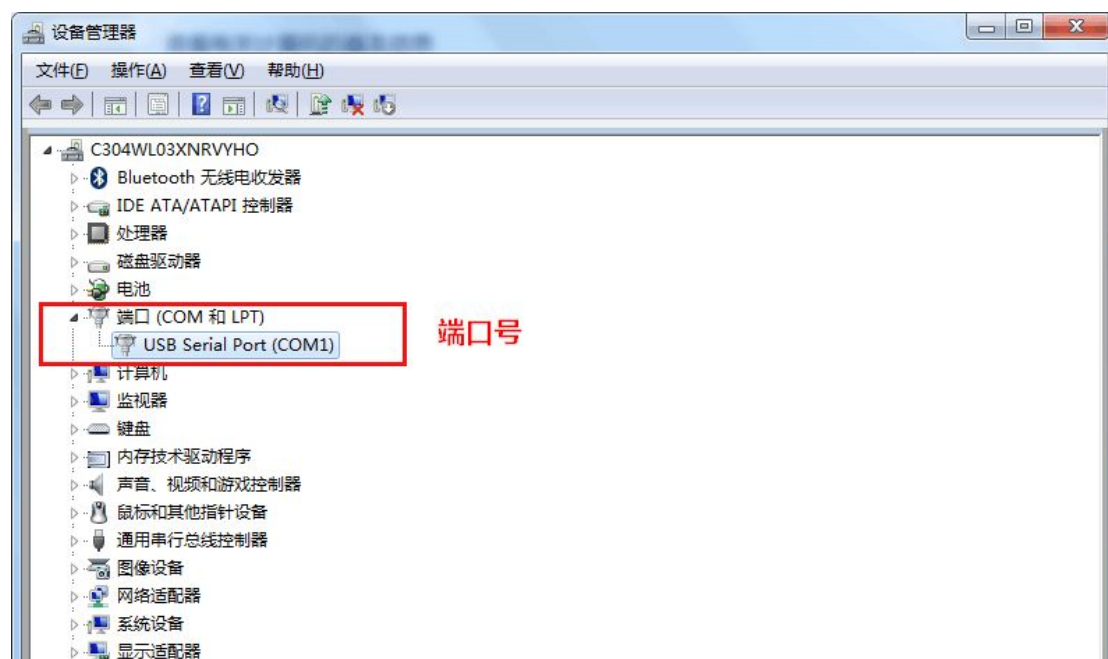 设备管理器
文件(F) 操作(A) 查看(V) 帮助(H)
C304WL03XNRVYHO
Bluetooth 无线电收发器
IDE ATA/ATAPI 控制器
处理器
磁盘驱动器
电池
端口 (COM 和 LPT)
端口号
USB Serial Port (COM1)
计算机
监视器
键盘
内存技术驱动程序
声音、视频和游戏控制器
鼠标和其他指针设备
通用串行总线控制器
图像设备
网络适配器
系统设备
显示适配器